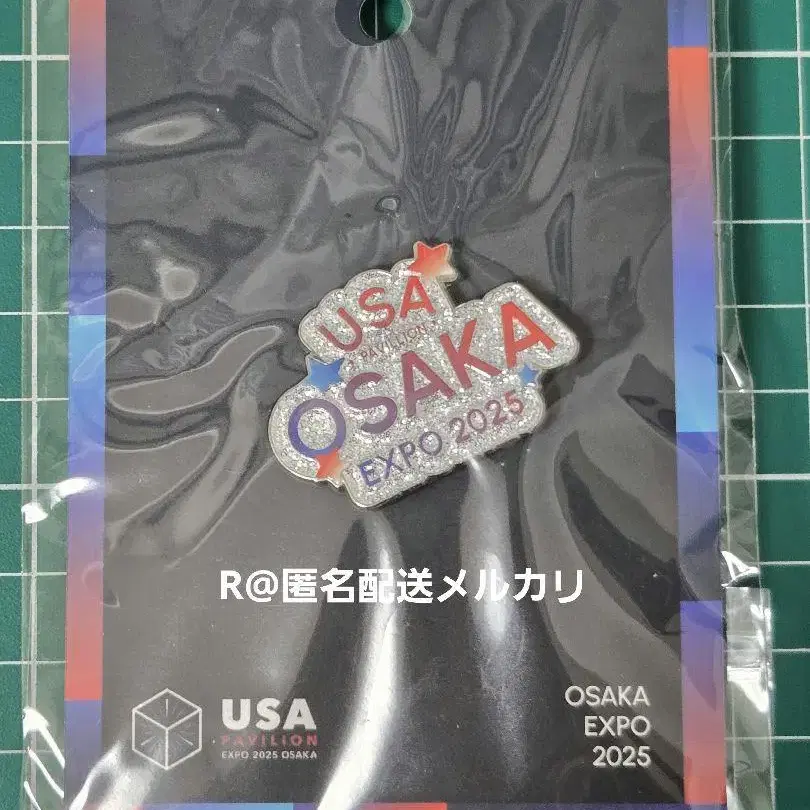 USA
PAVILLION
OSAKA
EXPO 2025
R@匿名配送メルカリ
USA
PAVILION
EXPO 2025 OSAKA
OSAKA
EXPO
2025